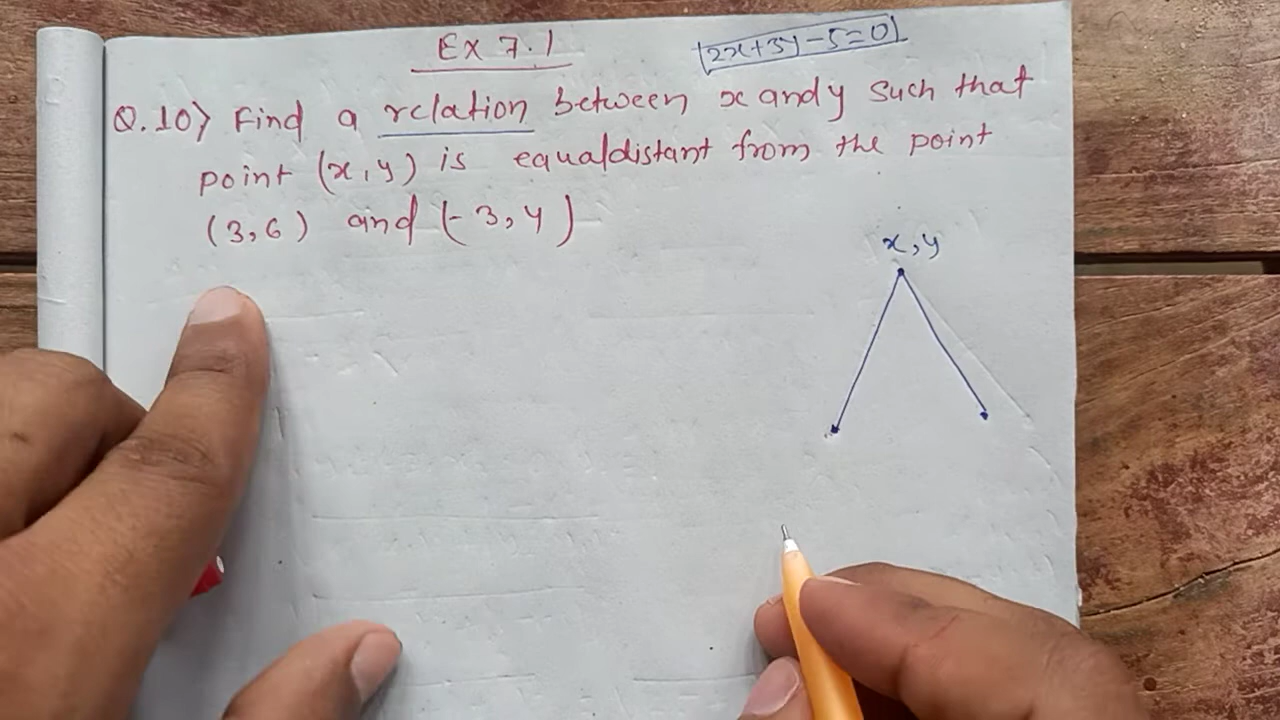 Ex 7.1
2x+3y-5=0
Q.10) Find a relation between x and y such that
point (x,y) is equaldistant from the point
(3,6) and (-3,4)
x,y